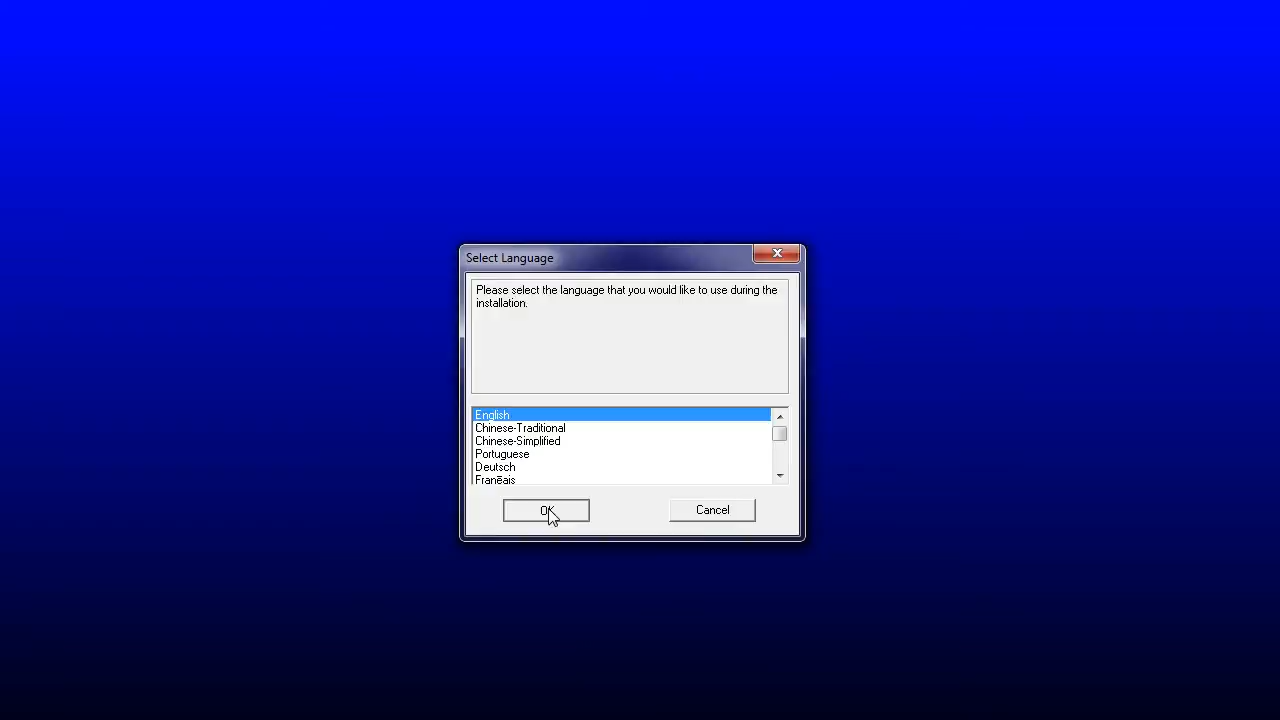 Select Language
Please select the language that you would like to use during the
installation.
English
Chinese-Traditional
Chinese-Simplified
Portuguese
Deutsch
Franēais
OK
Cancel